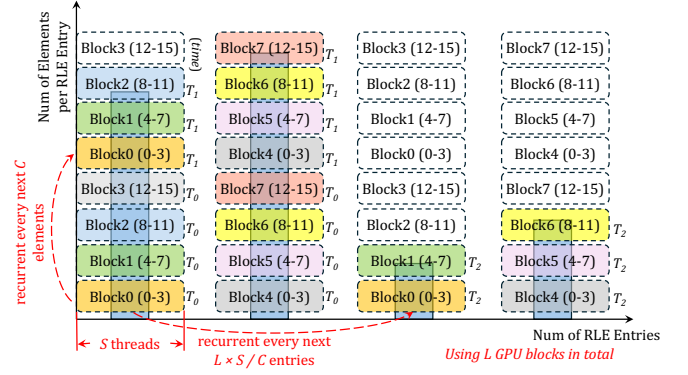 Num of Elements
per RLE Entry
(time)
Block3 (12-15)
Block7 (12-15) T1
Block3 (12-15)
Block7 (12-15)
Block2 (8-11) T1
Block6 (8-11) T1
Block2 (8-11)
Block6 (8-11)
Block1 (4-7) T1
Block5 (4-7) T1
Block1 (4-7)
Block5 (4-7)
Block0 (0-3) T1
Block4 (0-3) T1
Block0 (0-3)
Block4 (0-3)
Block3 (12-15) T0
Block7 (12-15) T0
Block3 (12-15)
Block7 (12-15)
Block2 (8-11) T0
Block6 (8-11) T0
Block2 (8-11)
Block6 (8-11) T2
Block1 (4-7) T0
Block5 (4-7) T0
Block1 (4-7) T2
Block5 (4-7) T2
Block0 (0-3) T0
Block4 (0-3) T0
Block0 (0-3) T2
Block4 (0-3) T2
recurrent every next C
elements
Num of RLE Entries
S threads
recurrent every next
L × S / C entries
Using L GPU blocks in total